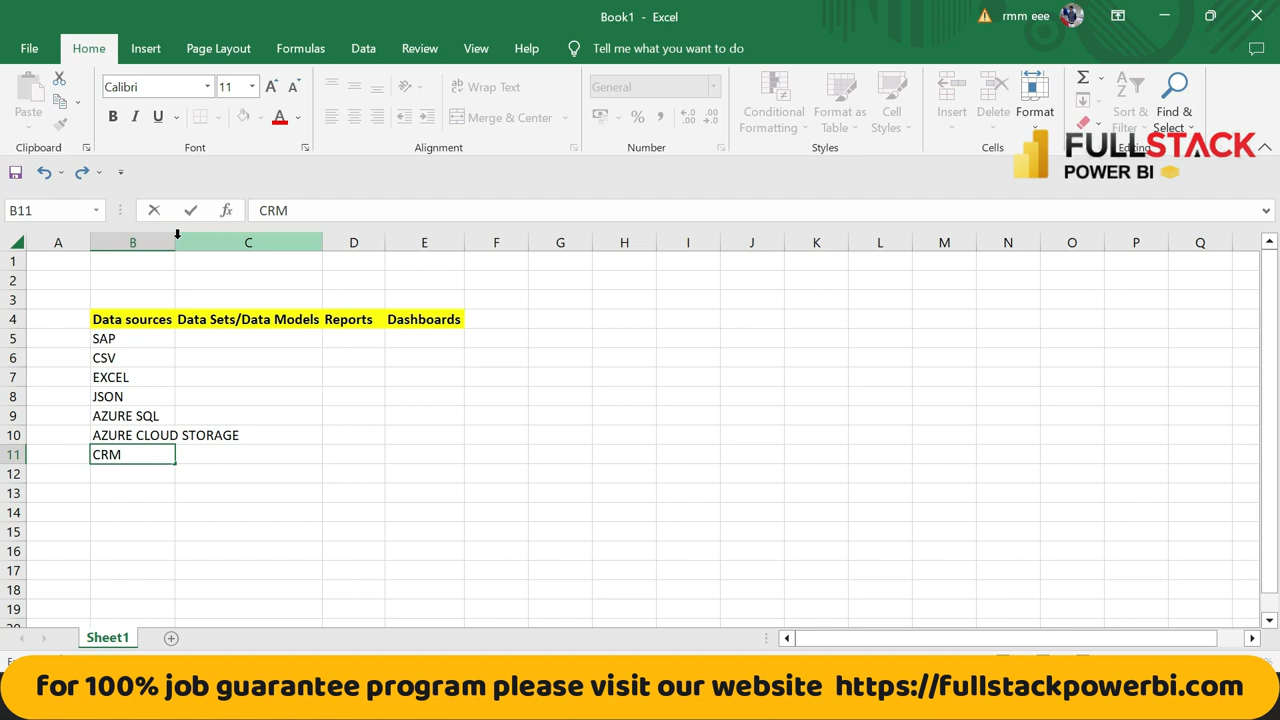 Book1 - Excel
rmm eee
File Home Insert Page Layout Formulas Data Review View Help Tell me what you want to do
Paste
Calibri 11
B I U
Wrap Text
Merge & Center
General
Conditional Formatting
Format as Table
Cell Styles
Insert Delete Format
Sort & Filter
Find & Select
Clipboard Font Alignment Number Styles Cells Editing
FULLSTACK
POWER BI
B11 fx CRM
A B C D E F G H I J K L M N O P Q
1
2
3
4 Data sources Data Sets/Data Models Reports Dashboards
5 SAP
6 CSV
7 EXCEL
8 JSON
9 AZURE SQL
10 AZURE CLOUD STORAGE
11 CRM
12
13
14
15
16
17
18
19
Sheet1
for 100% job guarantee program please visit our website https://fullstackpowerbi.com